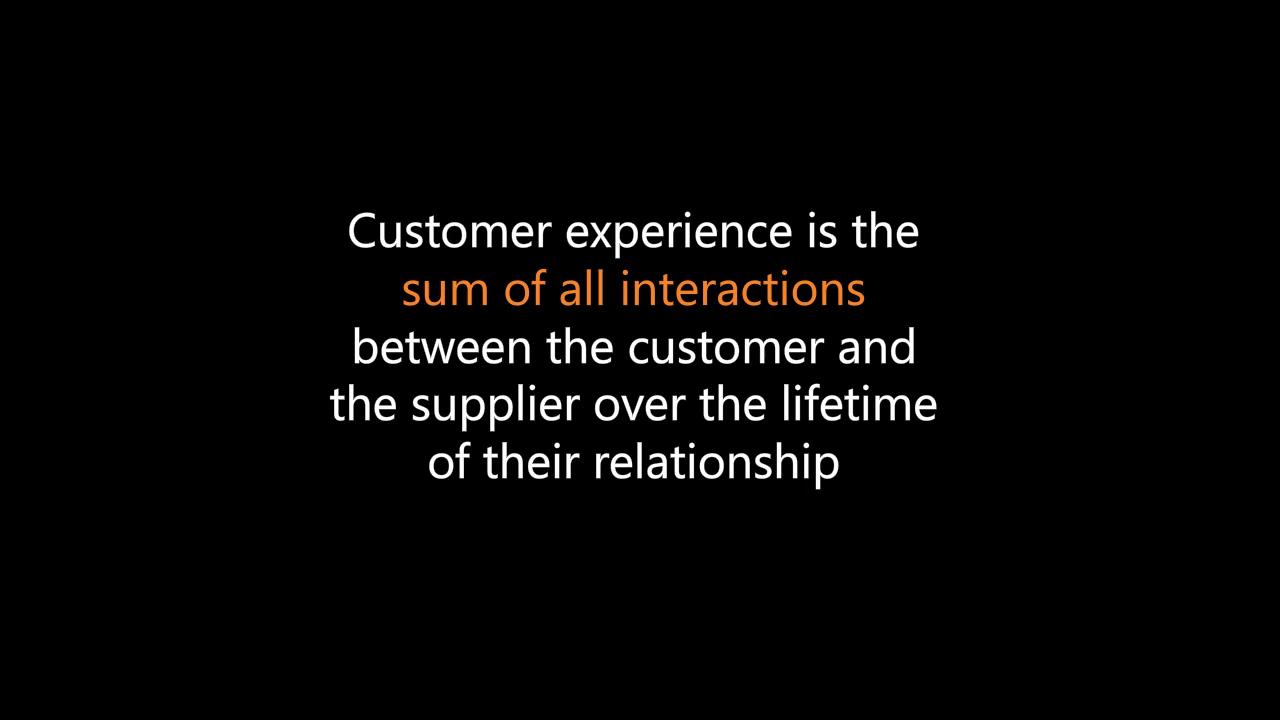 Customer experience is the
sum of all interactions
between the customer and
the supplier over the lifetime
of their relationship